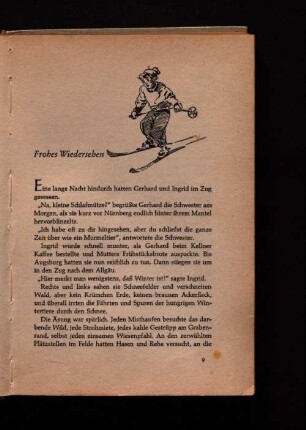 Frohes Wiedersehen
Eine lange Nacht hindurch hatten Gerhard und Ingrid im Zug
gesessen.
„Na, kleine Schlafmütze?" begrüßte Gerhard die Schwester am
Morgen, als sie kurz vor Nürnberg endlich hinter ihrem Mantel
hervorblinzelte.
„Ich habe oft zu dir hingesehen, aber du schliefst die ganze
Zeit über wie ein Murmeltier", antwortete die Schwester.
Ingrid wurde schnell munter, als Gerhard beim Kellner
Kaffee bestellte und Mutters Frühstücksbrote auspackte. Bis
Augsburg hatten sie nun reichlich zu tun. Dann stiegen sie um
in den Zug nach dem Allgäu.
„Hier merkt man wenigstens, daß Winter ist!" sagte Ingrid.
Rechts und links sahen sie Schneefelder und verschneiten
Wald, aber kein Krümchen Erde, keinen braunen Ackerfleck,
und überall irrten die Fährten und Spuren der hungrigen Win-
tertiere durch den Schnee.
Die Äsung war spärlich. Jeden Misthaufen besuchte das dar-
bende Wild, jede Strohmiete, jedes kahle Gestrüpp am Graben-
rand, selbst jeden einsamen Wiesenpfahl. An den zerwühlten
Plätzstellen im Felde hatten Hasen und Rehe versucht, an die
9